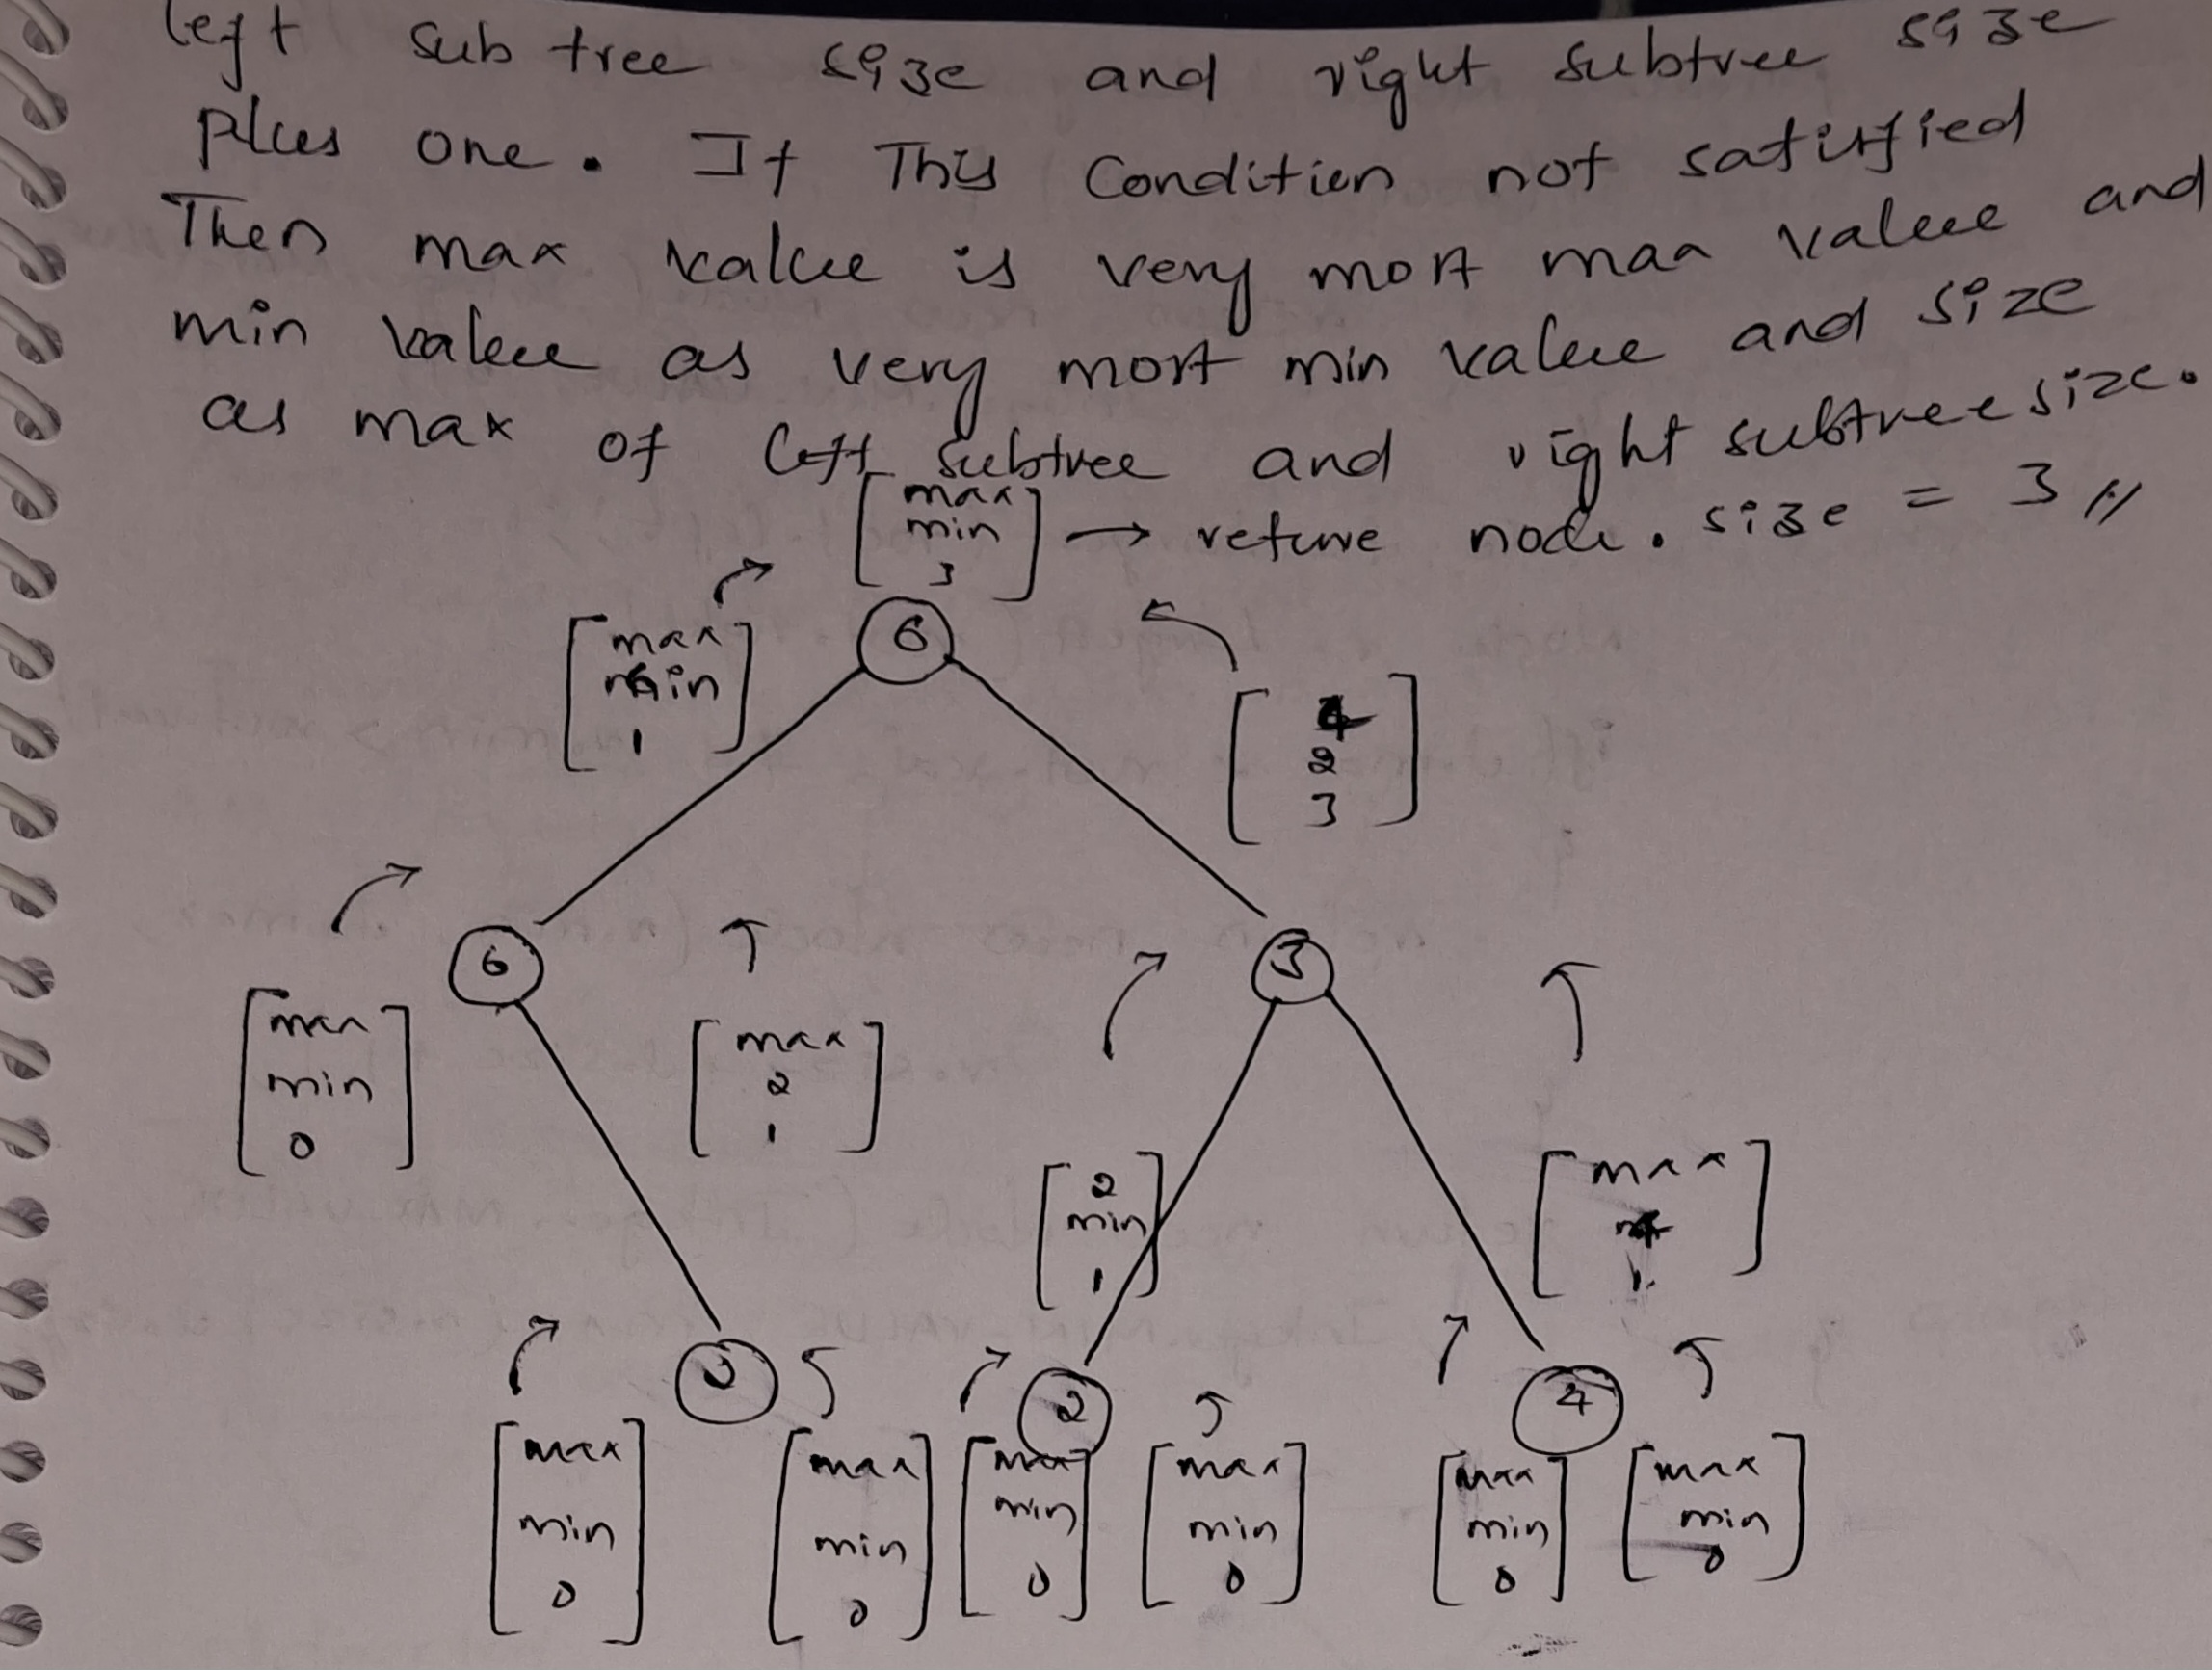 left sub tree size and right subtree size
plus one. If This Condition not satisfied
Then max value is very most max value and
min value as very most min value and size
as max of left subtree and right subtree size.
max
min
3
→ return node. size = 3 //
6
max
min
1
4
2
3
6
3
max
min
0
max
2
1
2
min
1
max
1
2
4
max
min
0
max
min
0
max
min
0
max
min
0
max
min
0
max
min
0